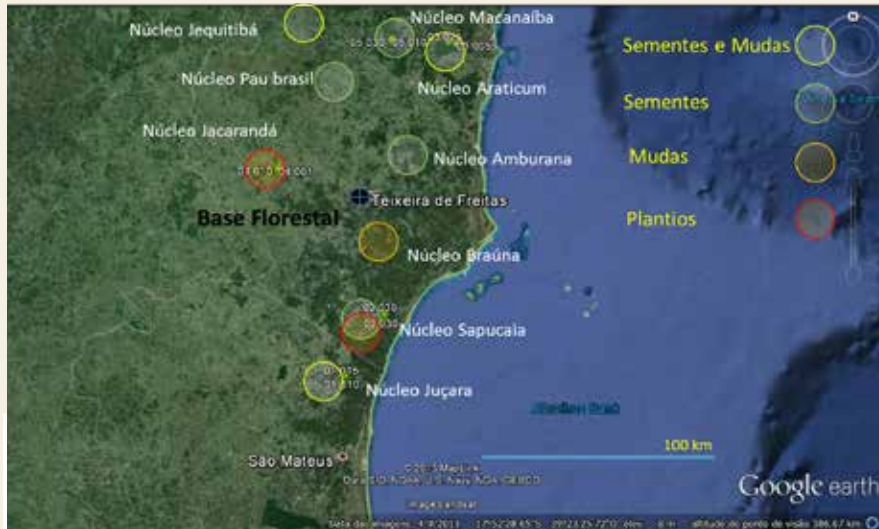 Núcleo Jequitibá
Núcleo Macanaíba
Sementes e Mudas
Núcleo Pau brasil
Núcleo Araticum
Sementes
Núcleo Jacarandá
Núcleo Amburana
Mudas
Teixeira de Freitas
Base Florestal
Plantios
Núcleo Braúna
Núcleo Sapucaia
Núcleo Juçara
100 km
São Mateus
Google earth